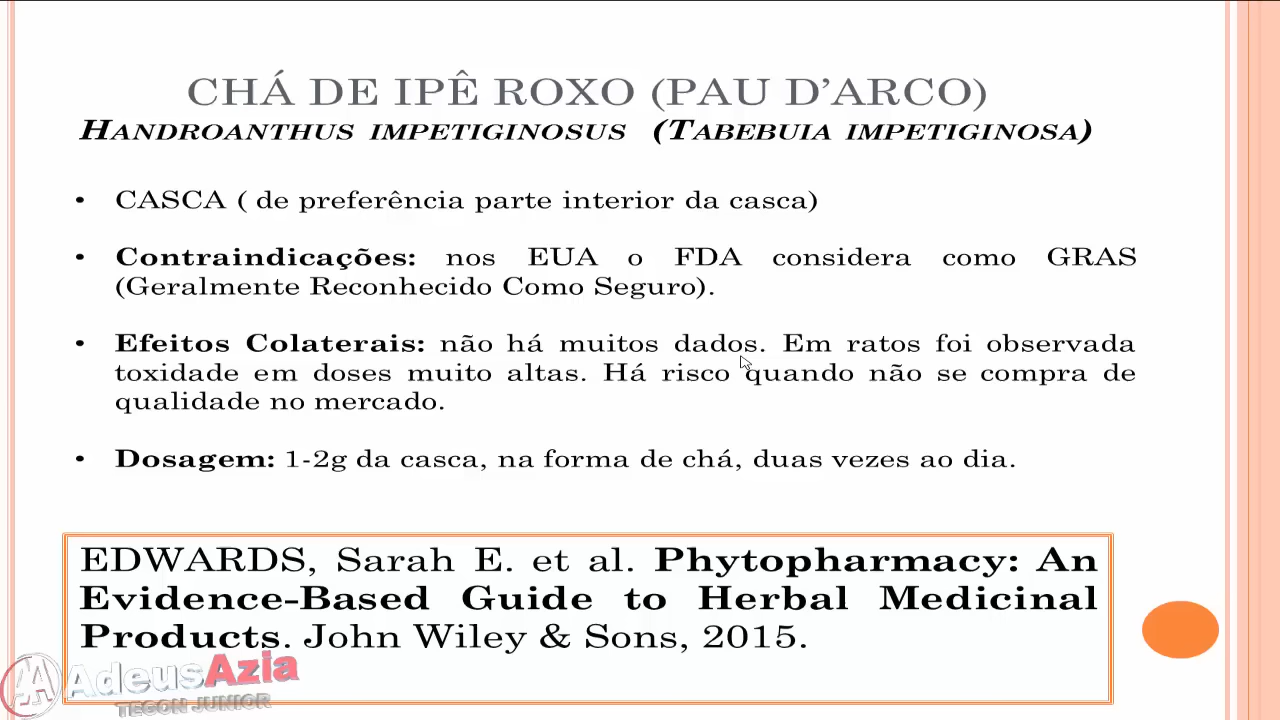 CHÁ DE IPÊ ROXO (PAU D’ARCO)
HANDROANTHUS IMPETIGINOSUS (TABEBUIA IMPETIGINOSA)
• CASCA ( de preferência parte interior da casca)
• Contraindicações: nos EUA o FDA considera como GRAS
(Geralmente Reconhecido Como Seguro).
• Efeitos Colaterais: não há muitos dados. Em ratos foi observada
toxidade em doses muito altas. Há risco quando não se compra de
qualidade no mercado.
• Dosagem: 1-2g da casca, na forma de chá, duas vezes ao dia.
EDWARDS, Sarah E. et al. Phytopharmacy: An
Evidence-Based Guide to Herbal Medicinal
Products. John Wiley & Sons, 2015.
AdeusAzia
TEGON JUNIOR